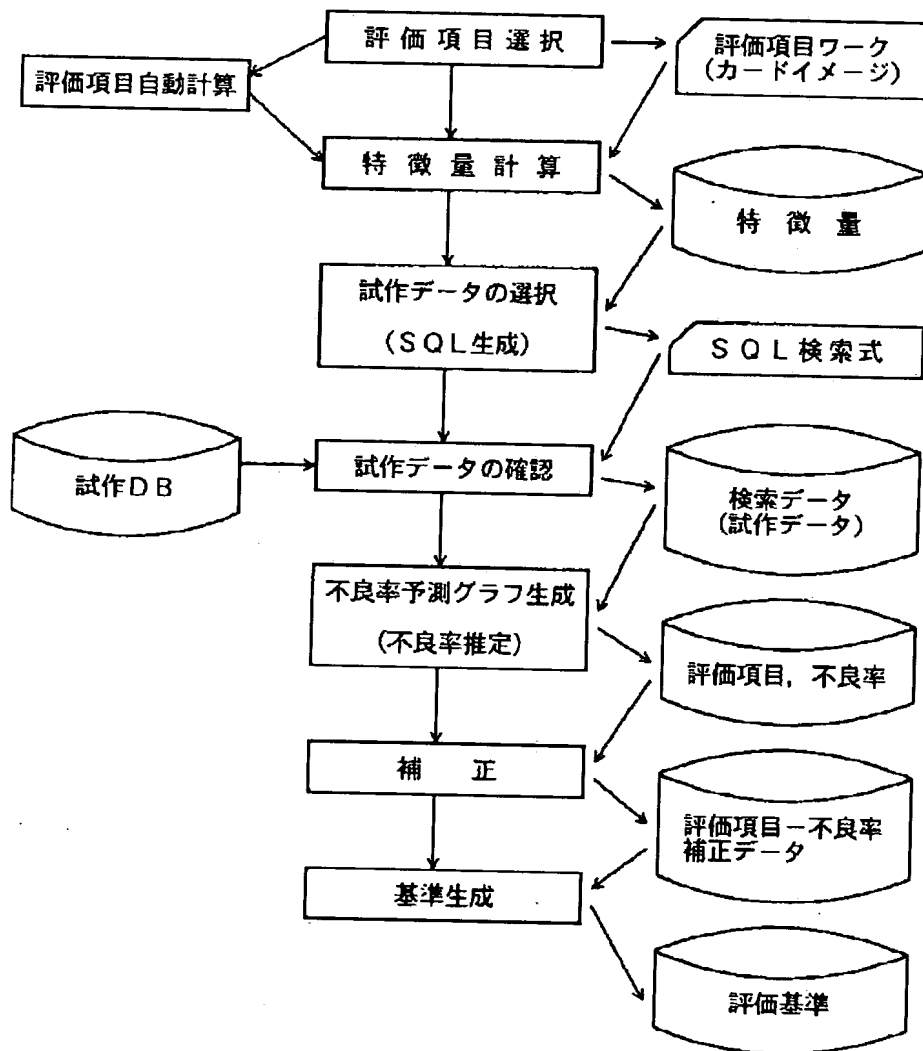 評価項目選択
評価項目ワーク
(カードイメージ)
評価項目自動計算
特徴量計算
特徴量
試作データの選択
(SQL生成)
SQL検索式
試作DB
試作データの確認
検索データ
(試作データ)
不良率予測グラフ生成
(不良率推定)
評価項目,不良率
補正
評価項目-不良率
補正データ
基準生成
評価基準